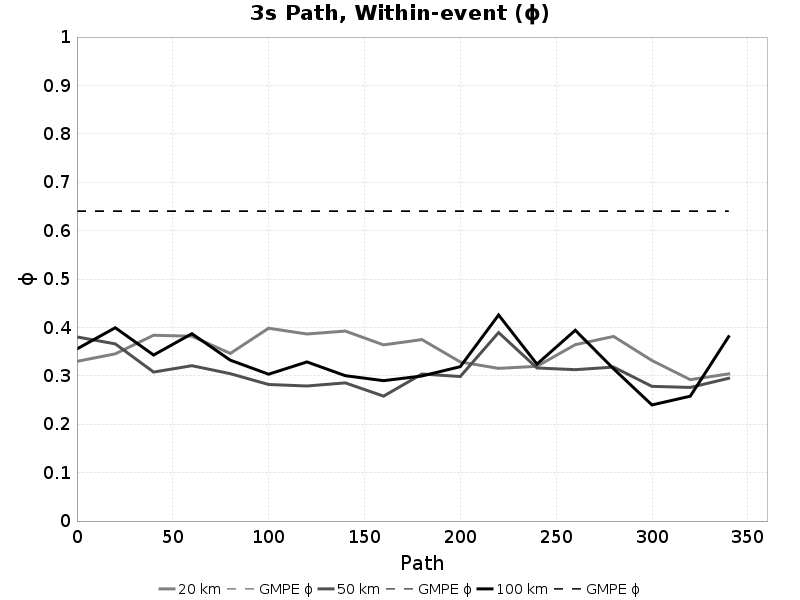 3s Path, Within-event (ϕ)
1
0.9
0.8
0.7
0.6
0.5
0.4
0.3
0.2
0.1
0
ϕ
0 50 100 150 200 250 300 350
Path
20 km GMPE ϕ 50 km GMPE ϕ 100 km GMPE ϕ